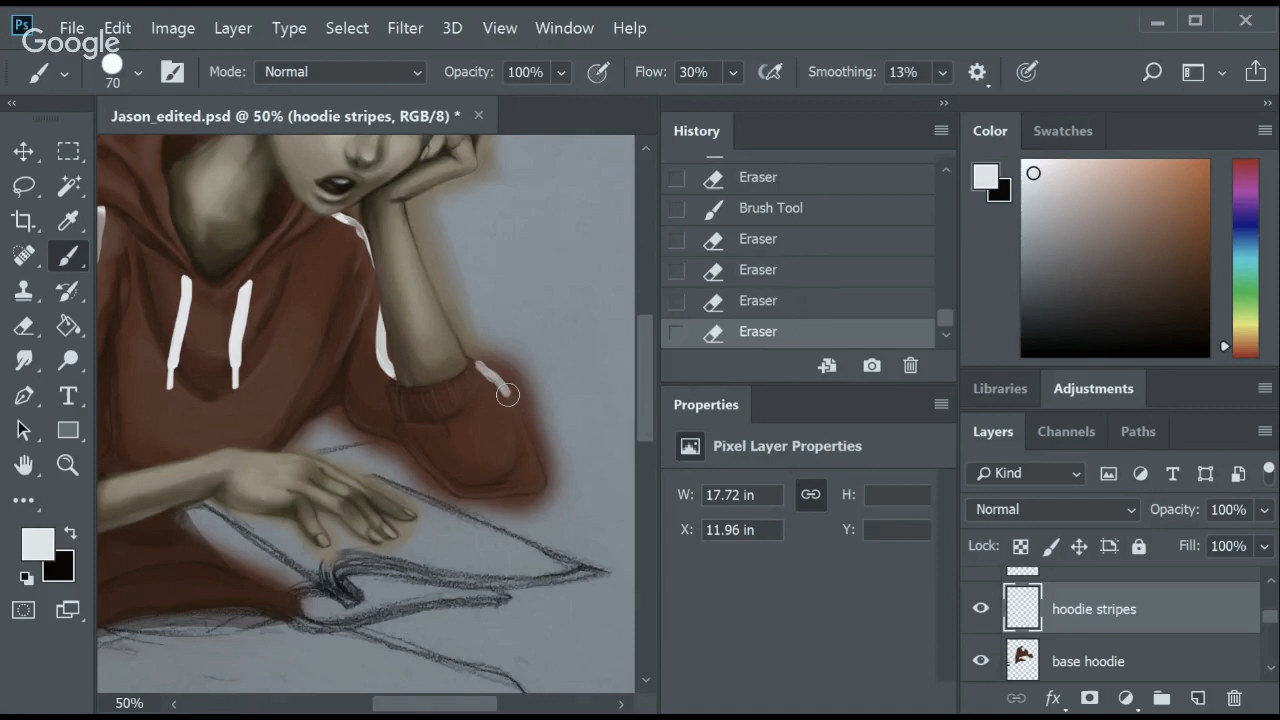 Ps File Edit Image Layer Type Select Filter 3D View Window Help
Google
70 Mode: Normal Opacity: 100% Flow: 30% Smoothing: 13%
Jason_edited.psd @ 50% (hoodie stripes, RGB/8) *
History
Eraser
Brush Tool
Eraser
Eraser
Eraser
Eraser
Properties
Pixel Layer Properties
W: 17.72 in H:
X: 11.96 in Y:
Color Swatches
Libraries Adjustments
Layers Channels Paths
Kind
Normal Opacity: 100%
Lock: Fill: 100%
hoodie stripes
base hoodie
fx
50%